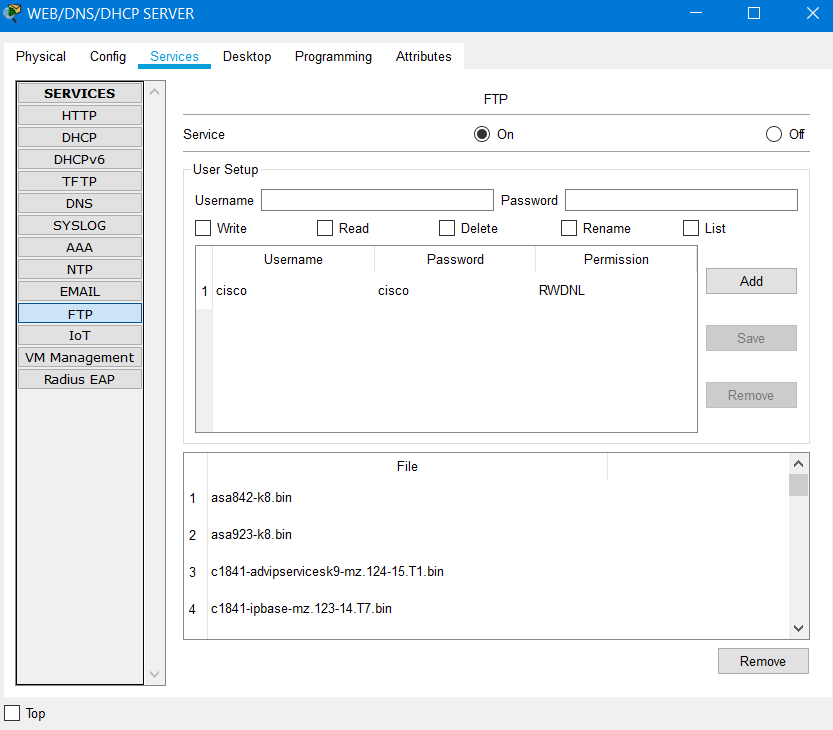 WEB/DNS/DHCP SERVER
Physical Config Services Desktop Programming Attributes
SERVICES
HTTP
DHCP
DHCPv6
TFTP
DNS
SYSLOG
AAA
NTP
EMAIL
FTP
IoT
VM Management
Radius EAP
FTP
Service On Off
User Setup
Username Password
Write Read Delete Rename List
Username Password Permission
1 cisco cisco RWDNL
Add
Save
Remove
File
1 asa842-k8.bin
2 asa923-k8.bin
3 c1841-advipservicesk9-mz.124-15.T1.bin
4 c1841-ipbase-mz.123-14.T7.bin
Remove
Top